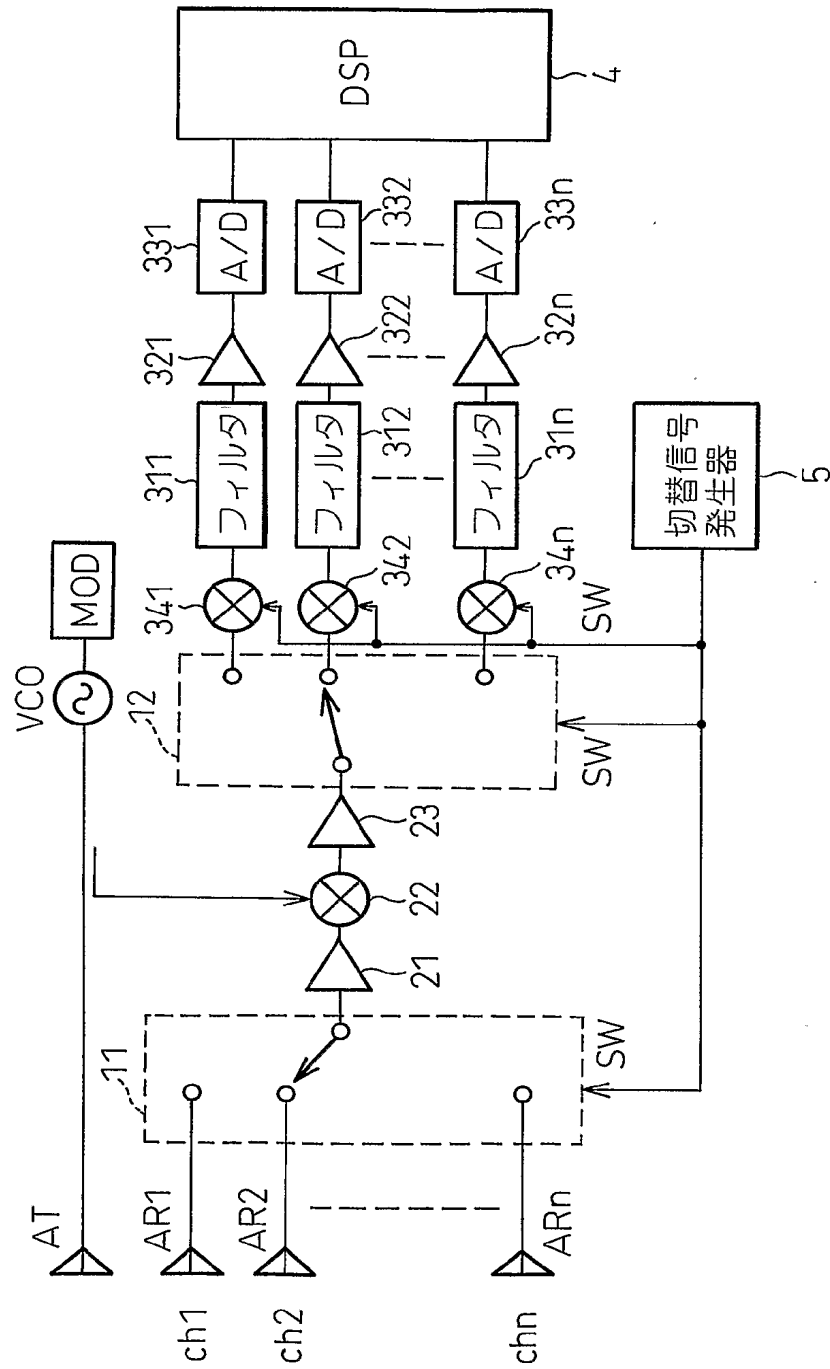 VCO
MOD
AT
ch1
AR1
ch2
AR2
chn
ARn
11
SW
21
22
23
12
SW
SW
341
342
34n
311
フィルタ
フィルタ
312
フィルタ
31n
321
322
32n
331
A/D
A/D
332
A/D
33n
DSP
4
切替信号
発生器
5